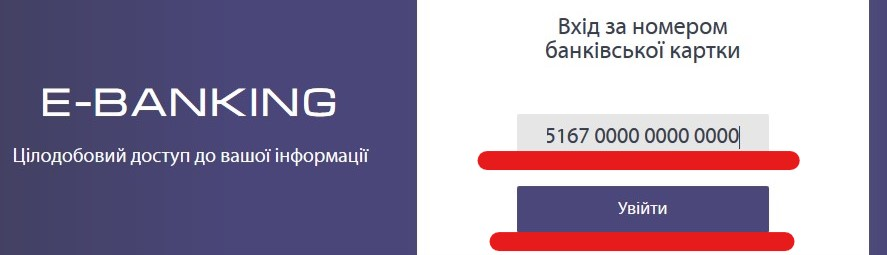 E-BANKING
Цілодобовий доступ до вашої інформації
Вхід за номером
банківської картки
5167 0000 0000 0000
Увійти